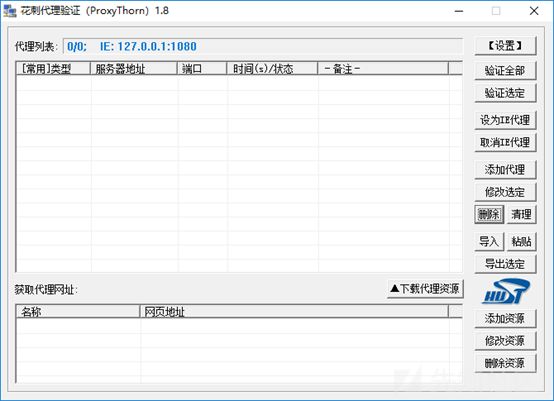 花刺代理验证（ProxyThorn）1.8
代理列表: 0/0; IE: 127.0.0.1:1080
[常用]类型 服务器地址 端口 时间(s)/状态 -备注-
【设置】
验证全部
验证选定
设为IE代理
取消IE代理
添加代理
修改选定
删除 清理
导入 粘贴
导出选定
获取代理网址: ▲下载代理资源
HUST
名称 网页地址
添加资源
修改资源
删除资源